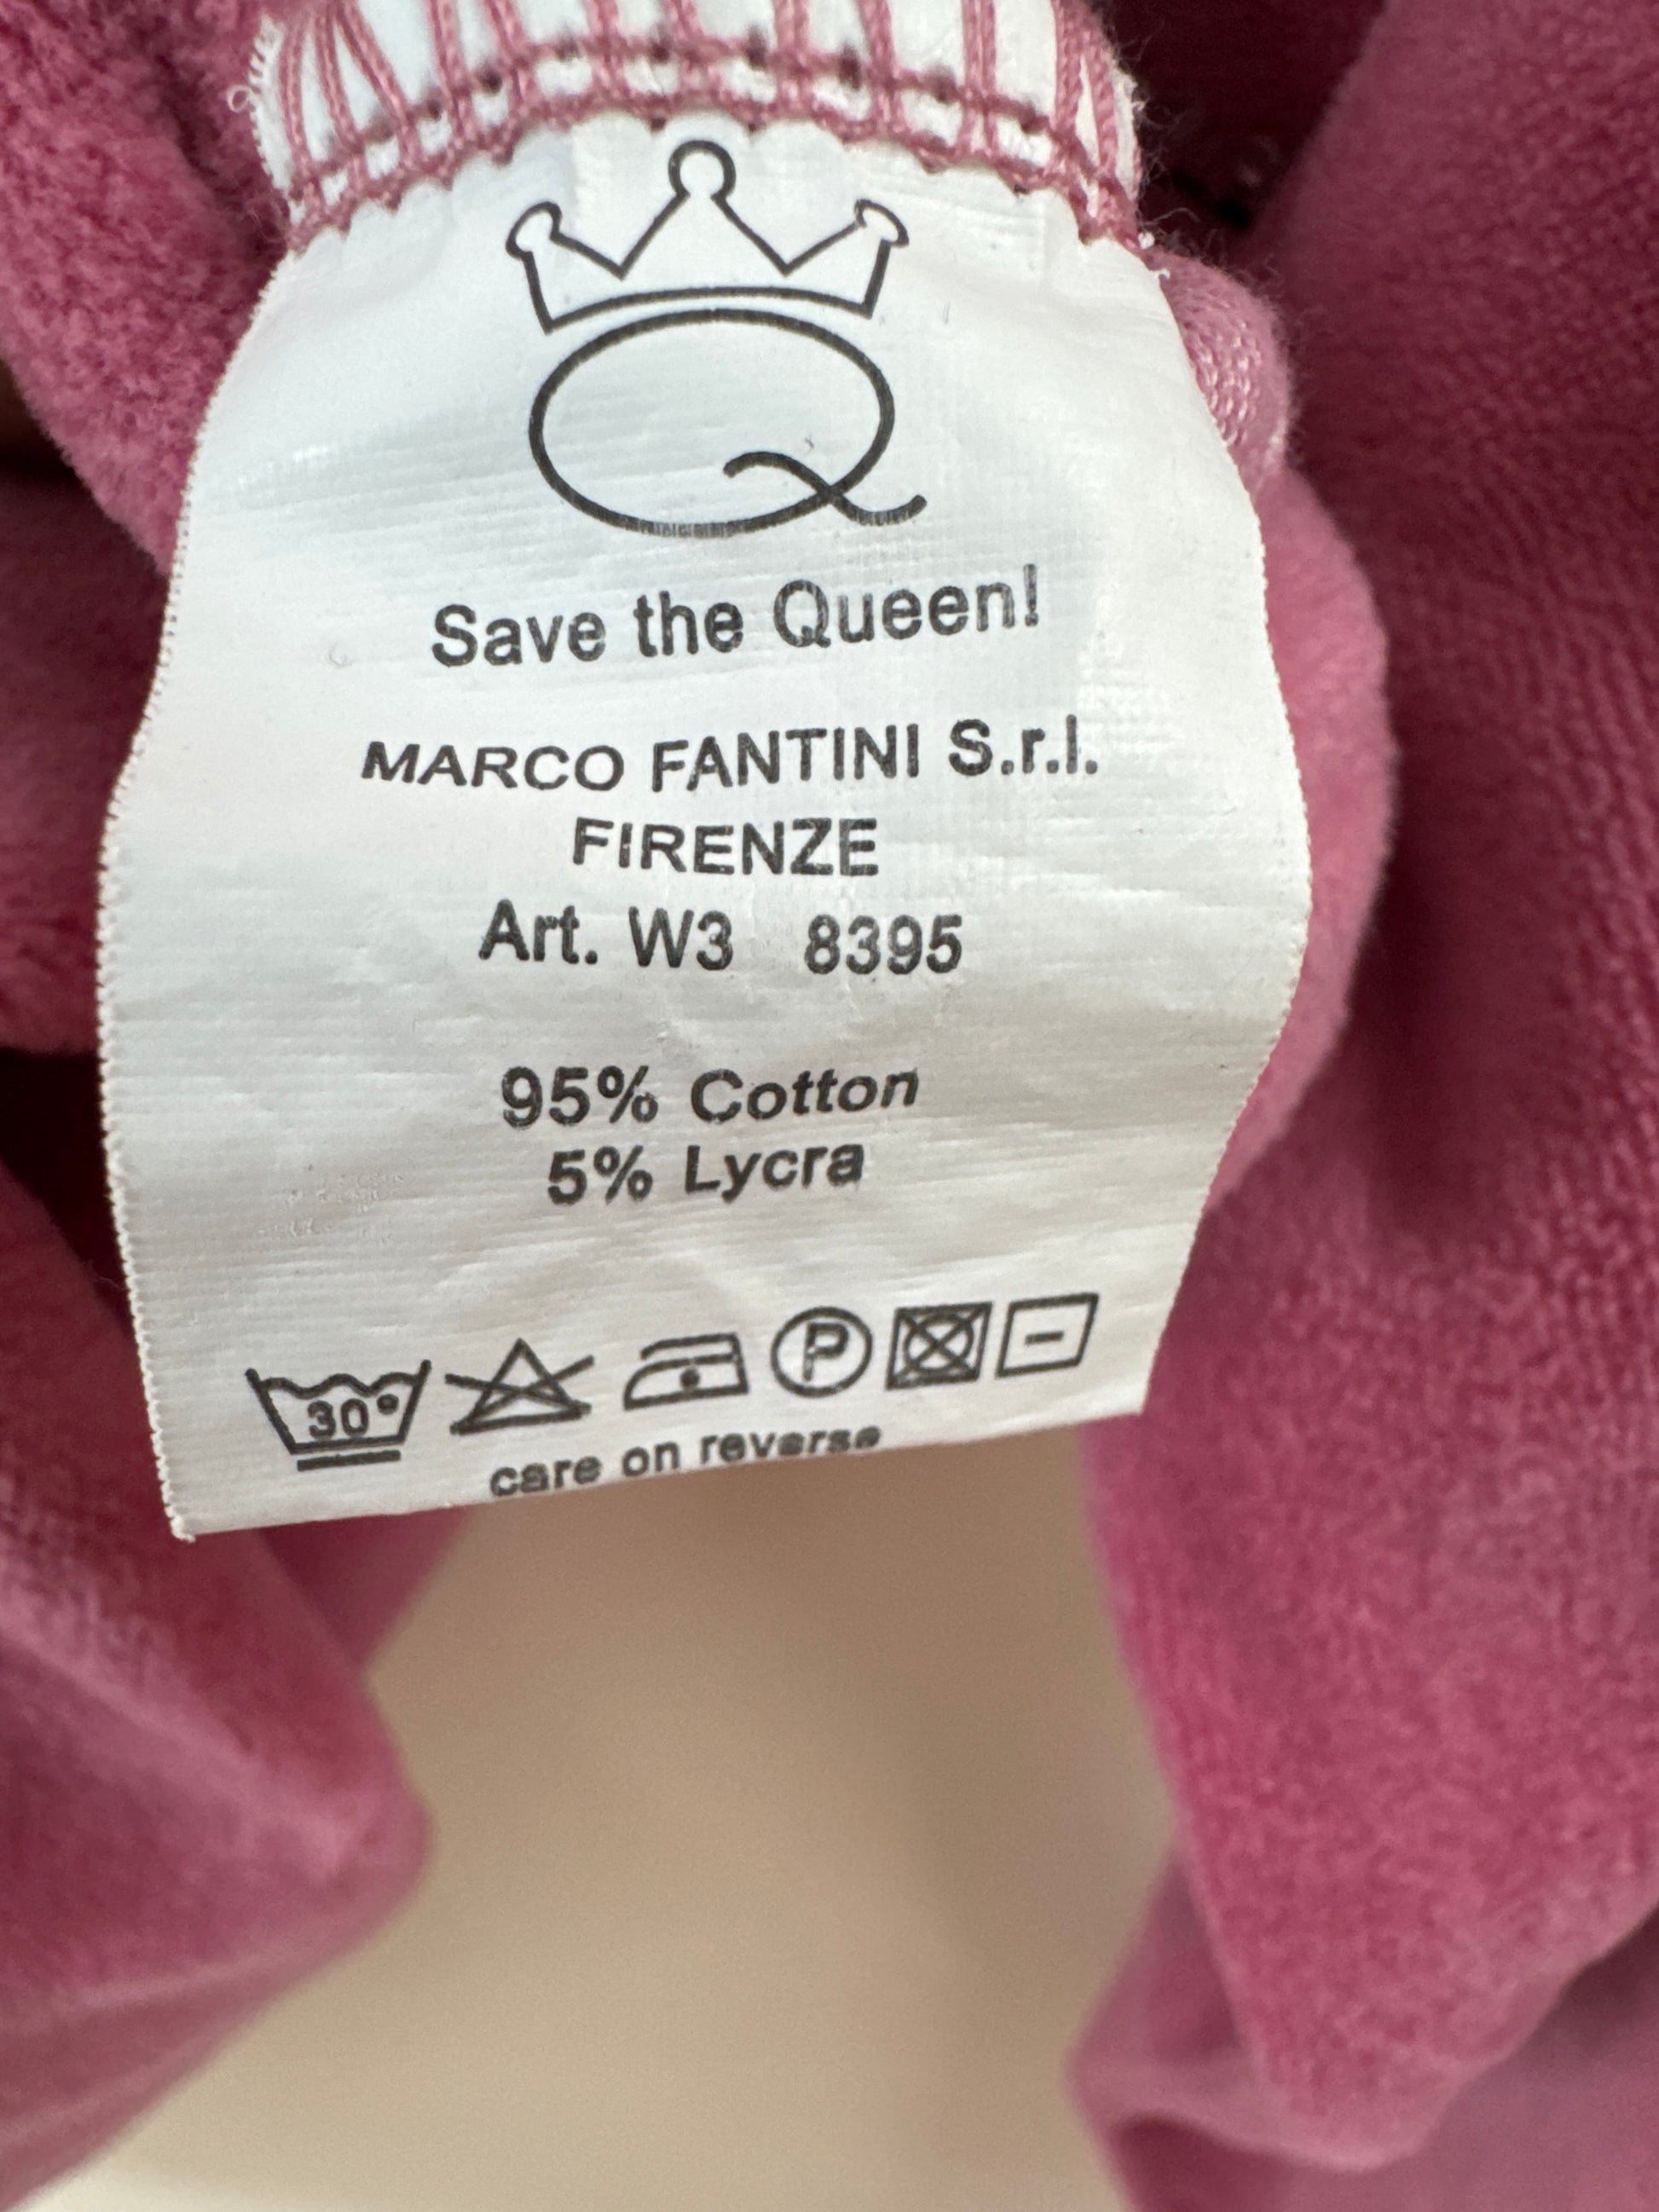 Q
Save the Queen!
MARCO FANTINI S.r.l.
FIRENZE
Art. W3 8395
95% Cotton
5% Lycra
30° P
care on reverse